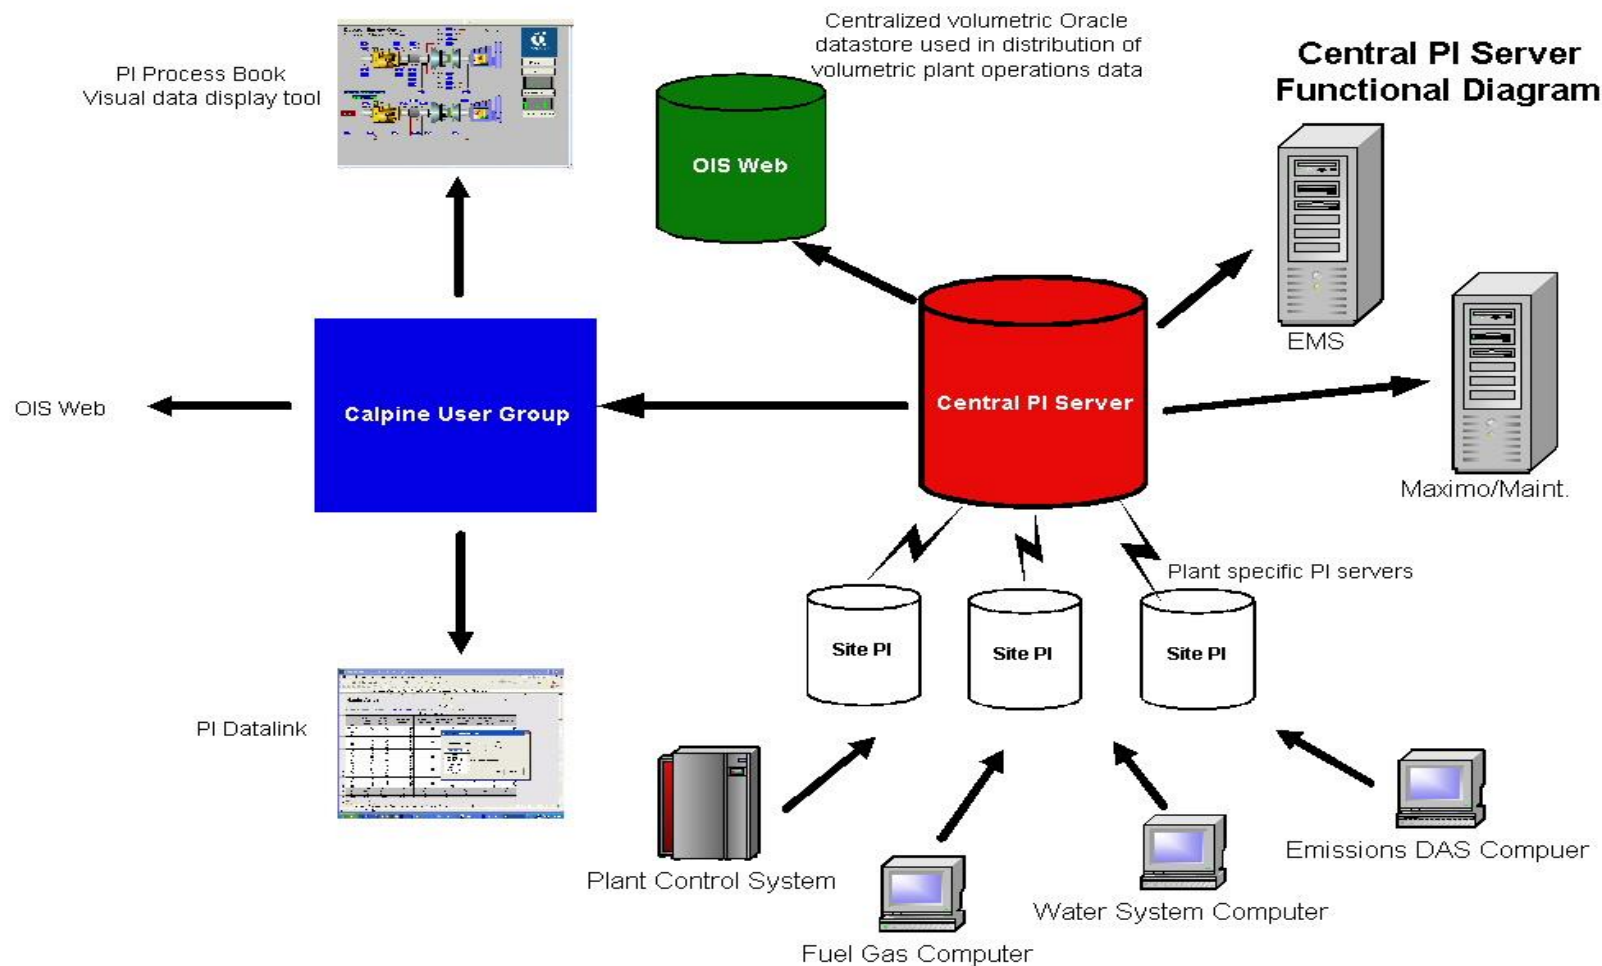 Centralized volumetric Oracle
datastore used in distribution of
volumetric plant operations data
Central PI Server
Functional Diagram
PI Process Book
Visual data display tool
OIS Web
EMS
OIS Web
Calpine User Group
Central PI Server
Maximo/Maint.
Plant specific PI servers
Site PI
Site PI
Site PI
PI Datalink
Plant Control System
Fuel Gas Computer
Water System Computer
Emissions DAS Compuer